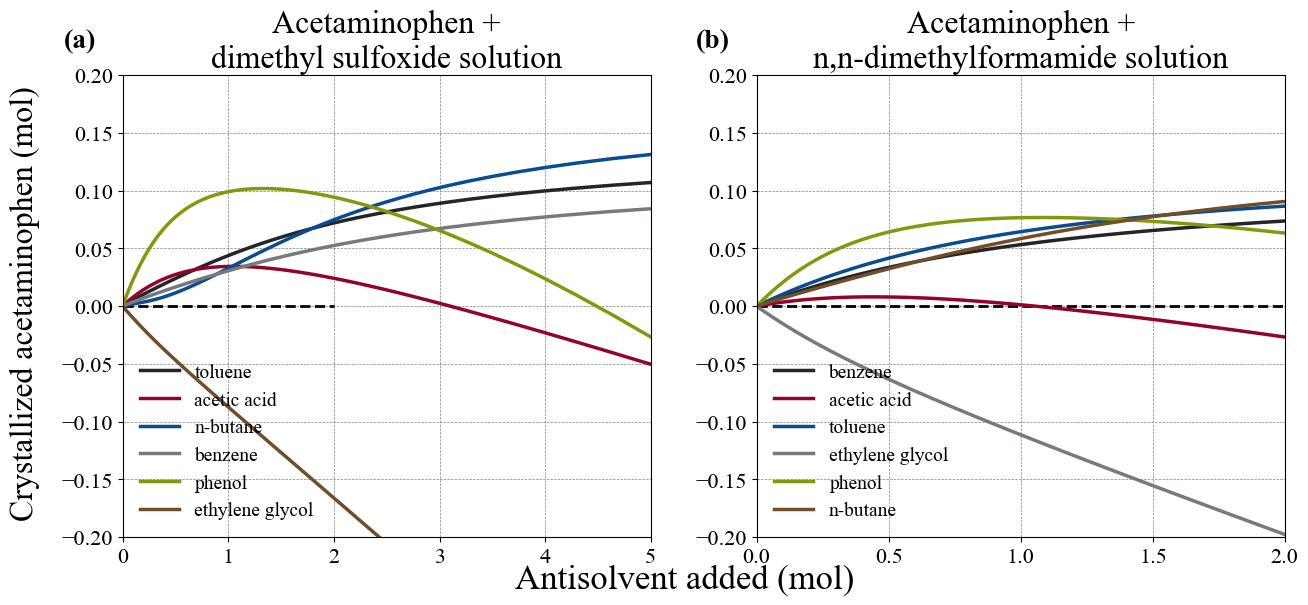 (a)
Acetaminophen +
dimethyl sulfoxide solution
Crystallized acetaminophen (mol)
0.20
0.15
0.10
0.05
0.00
−0.05
−0.10
−0.15
−0.20
toluene
acetic acid
n-butane
benzene
phenol
ethylene glycol
0 1 2 3 4 5
(b)
Acetaminophen +
n,n-dimethylformamide solution
0.20
0.15
0.10
0.05
0.00
−0.05
−0.10
−0.15
−0.20
benzene
acetic acid
toluene
ethylene glycol
phenol
n-butane
0.0 0.5 1.0 1.5 2.0
Antisolvent added (mol)